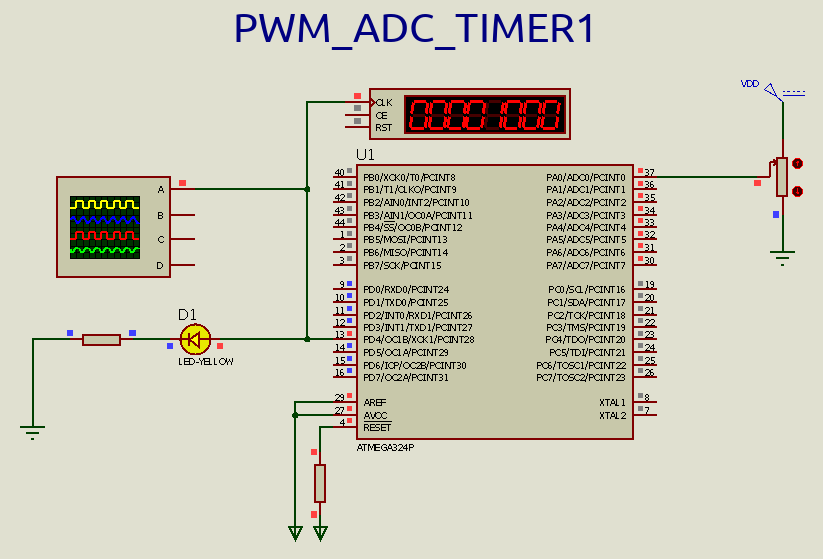 PWM_ADC_TIMER1
VDD
CLK
CE
RST
00001000
U1
A
B
C
D
40 PB0/XCK0/T0/PCINT8 PA0/ADC0/PCINT0 37
41 PB1/T1/CLKO/PCINT9 PA1/ADC1/PCINT1 36
42 PB2/AIN0/INT2/PCINT10 PA2/ADC2/PCINT2 35
43 PB3/AIN1/OC0A/PCINT11 PA3/ADC3/PCINT3 34
44 PB4/SS/OC0B/PCINT12 PA4/ADC4/PCINT4 33
1 PB5/MOSI/PCINT13 PA5/ADC5/PCINT5 32
2 PB6/MISO/PCINT14 PA6/ADC6/PCINT6 31
3 PB7/SCK/PCINT15 PA7/ADC7/PCINT7 30
9 PD0/RXD0/PCINT24 PC0/SCL/PCINT16 19
10 PD1/TXD0/PCINT25 PC1/SDA/PCINT17 20
11 PD2/INT0/RXD1/PCINT26 PC2/TCK/PCINT18 21
12 PD3/INT1/TXD1/PCINT27 PC3/TMS/PCINT19 22
13 PD4/OC1B/XCK1/PCINT28 PC4/TDO/PCINT20 23
14 PD5/OC1A/PCINT29 PC5/TDI/PCINT21 24
15 PD6/ICP/OC2B/PCINT30 PC6/TOSC1/PCINT22 25
16 PD7/OC2A/PCINT31 PC7/TOSC2/PCINT23 26
D1
LED-YELLOW
29 AREF XTAL1 8
27 AVCC XTAL2 7
4 RESET
ATMEGA324P